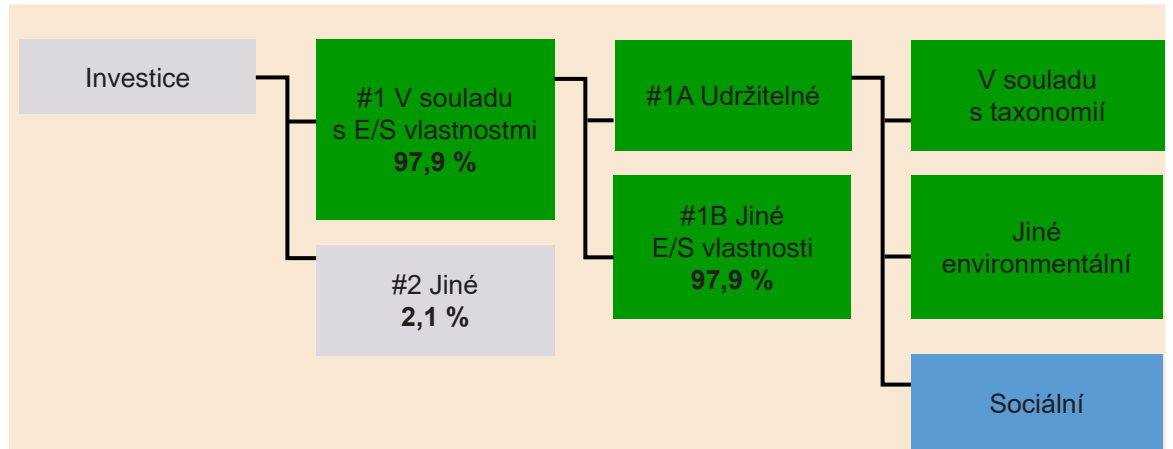 Investice
#1 V souladu
s E/S vlastnostmi
97,9 %
#2 Jiné
2,1 %
#1A Udržitelné
#1B Jiné
E/S vlastnosti
97,9 %
V souladu
s taxonomií
Jiné
environmentální
Sociální